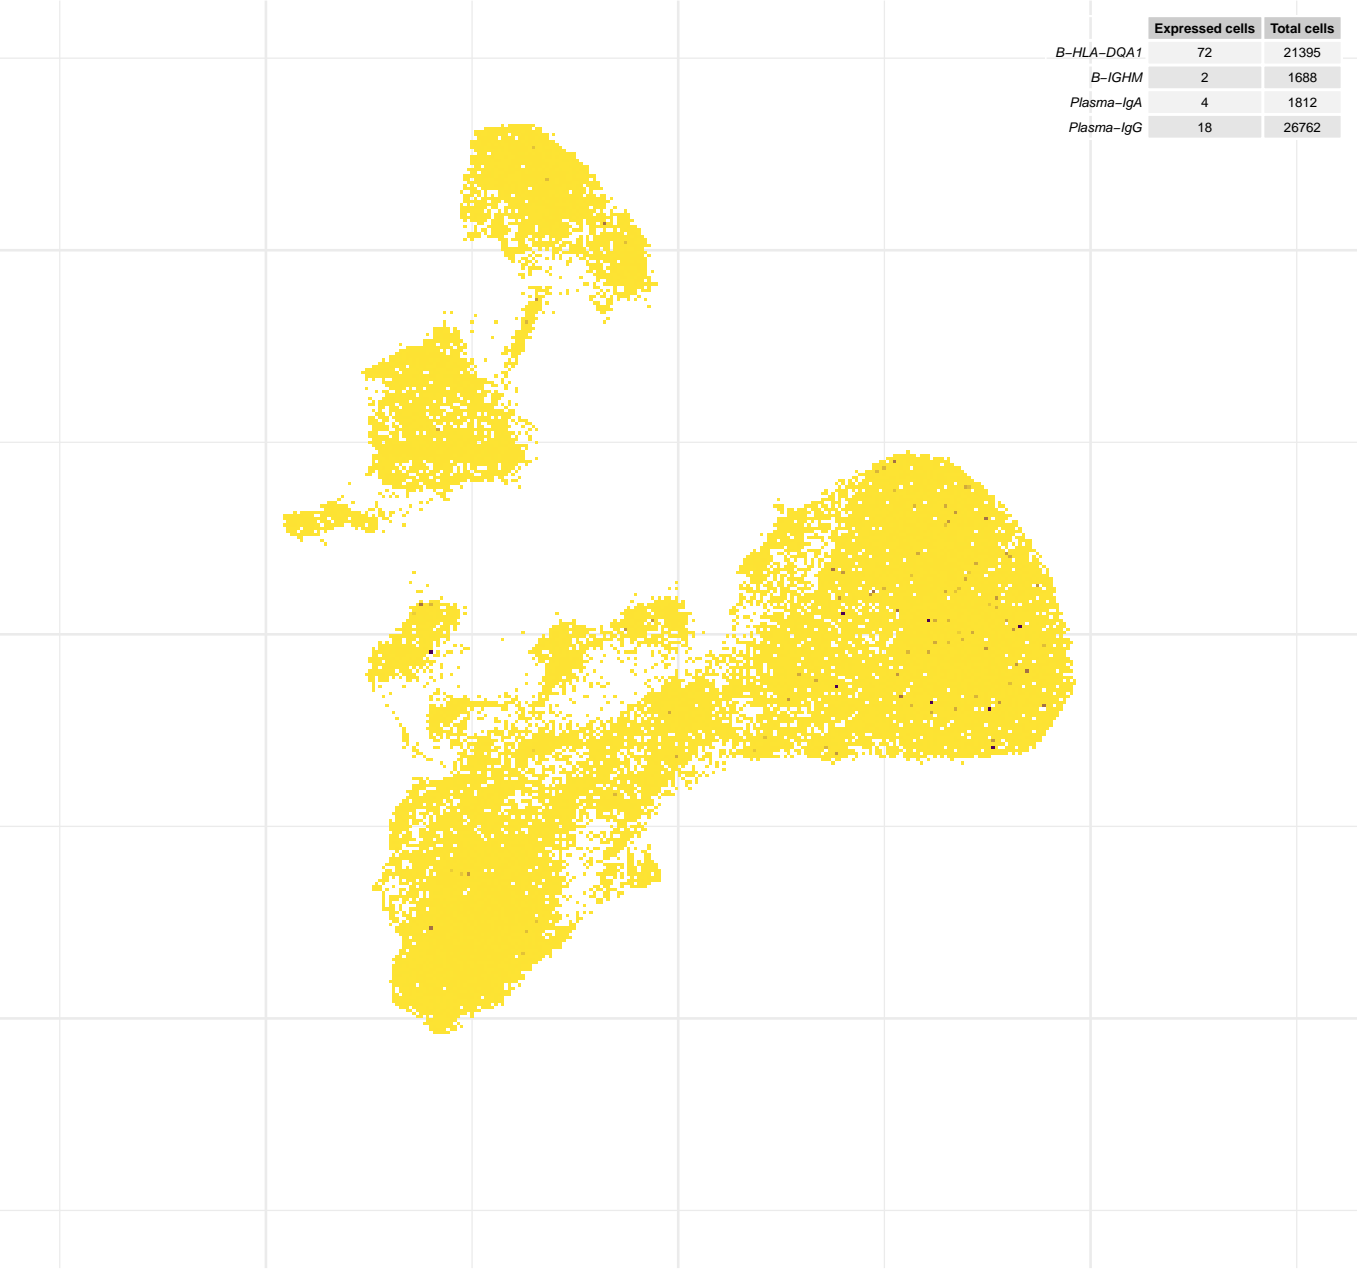 Expressed cells Total cells
B−HLA−DQA1 72 21395
B−IGHM 2 1688
Plasma−IgA 4 1812
Plasma−IgG 18 26762